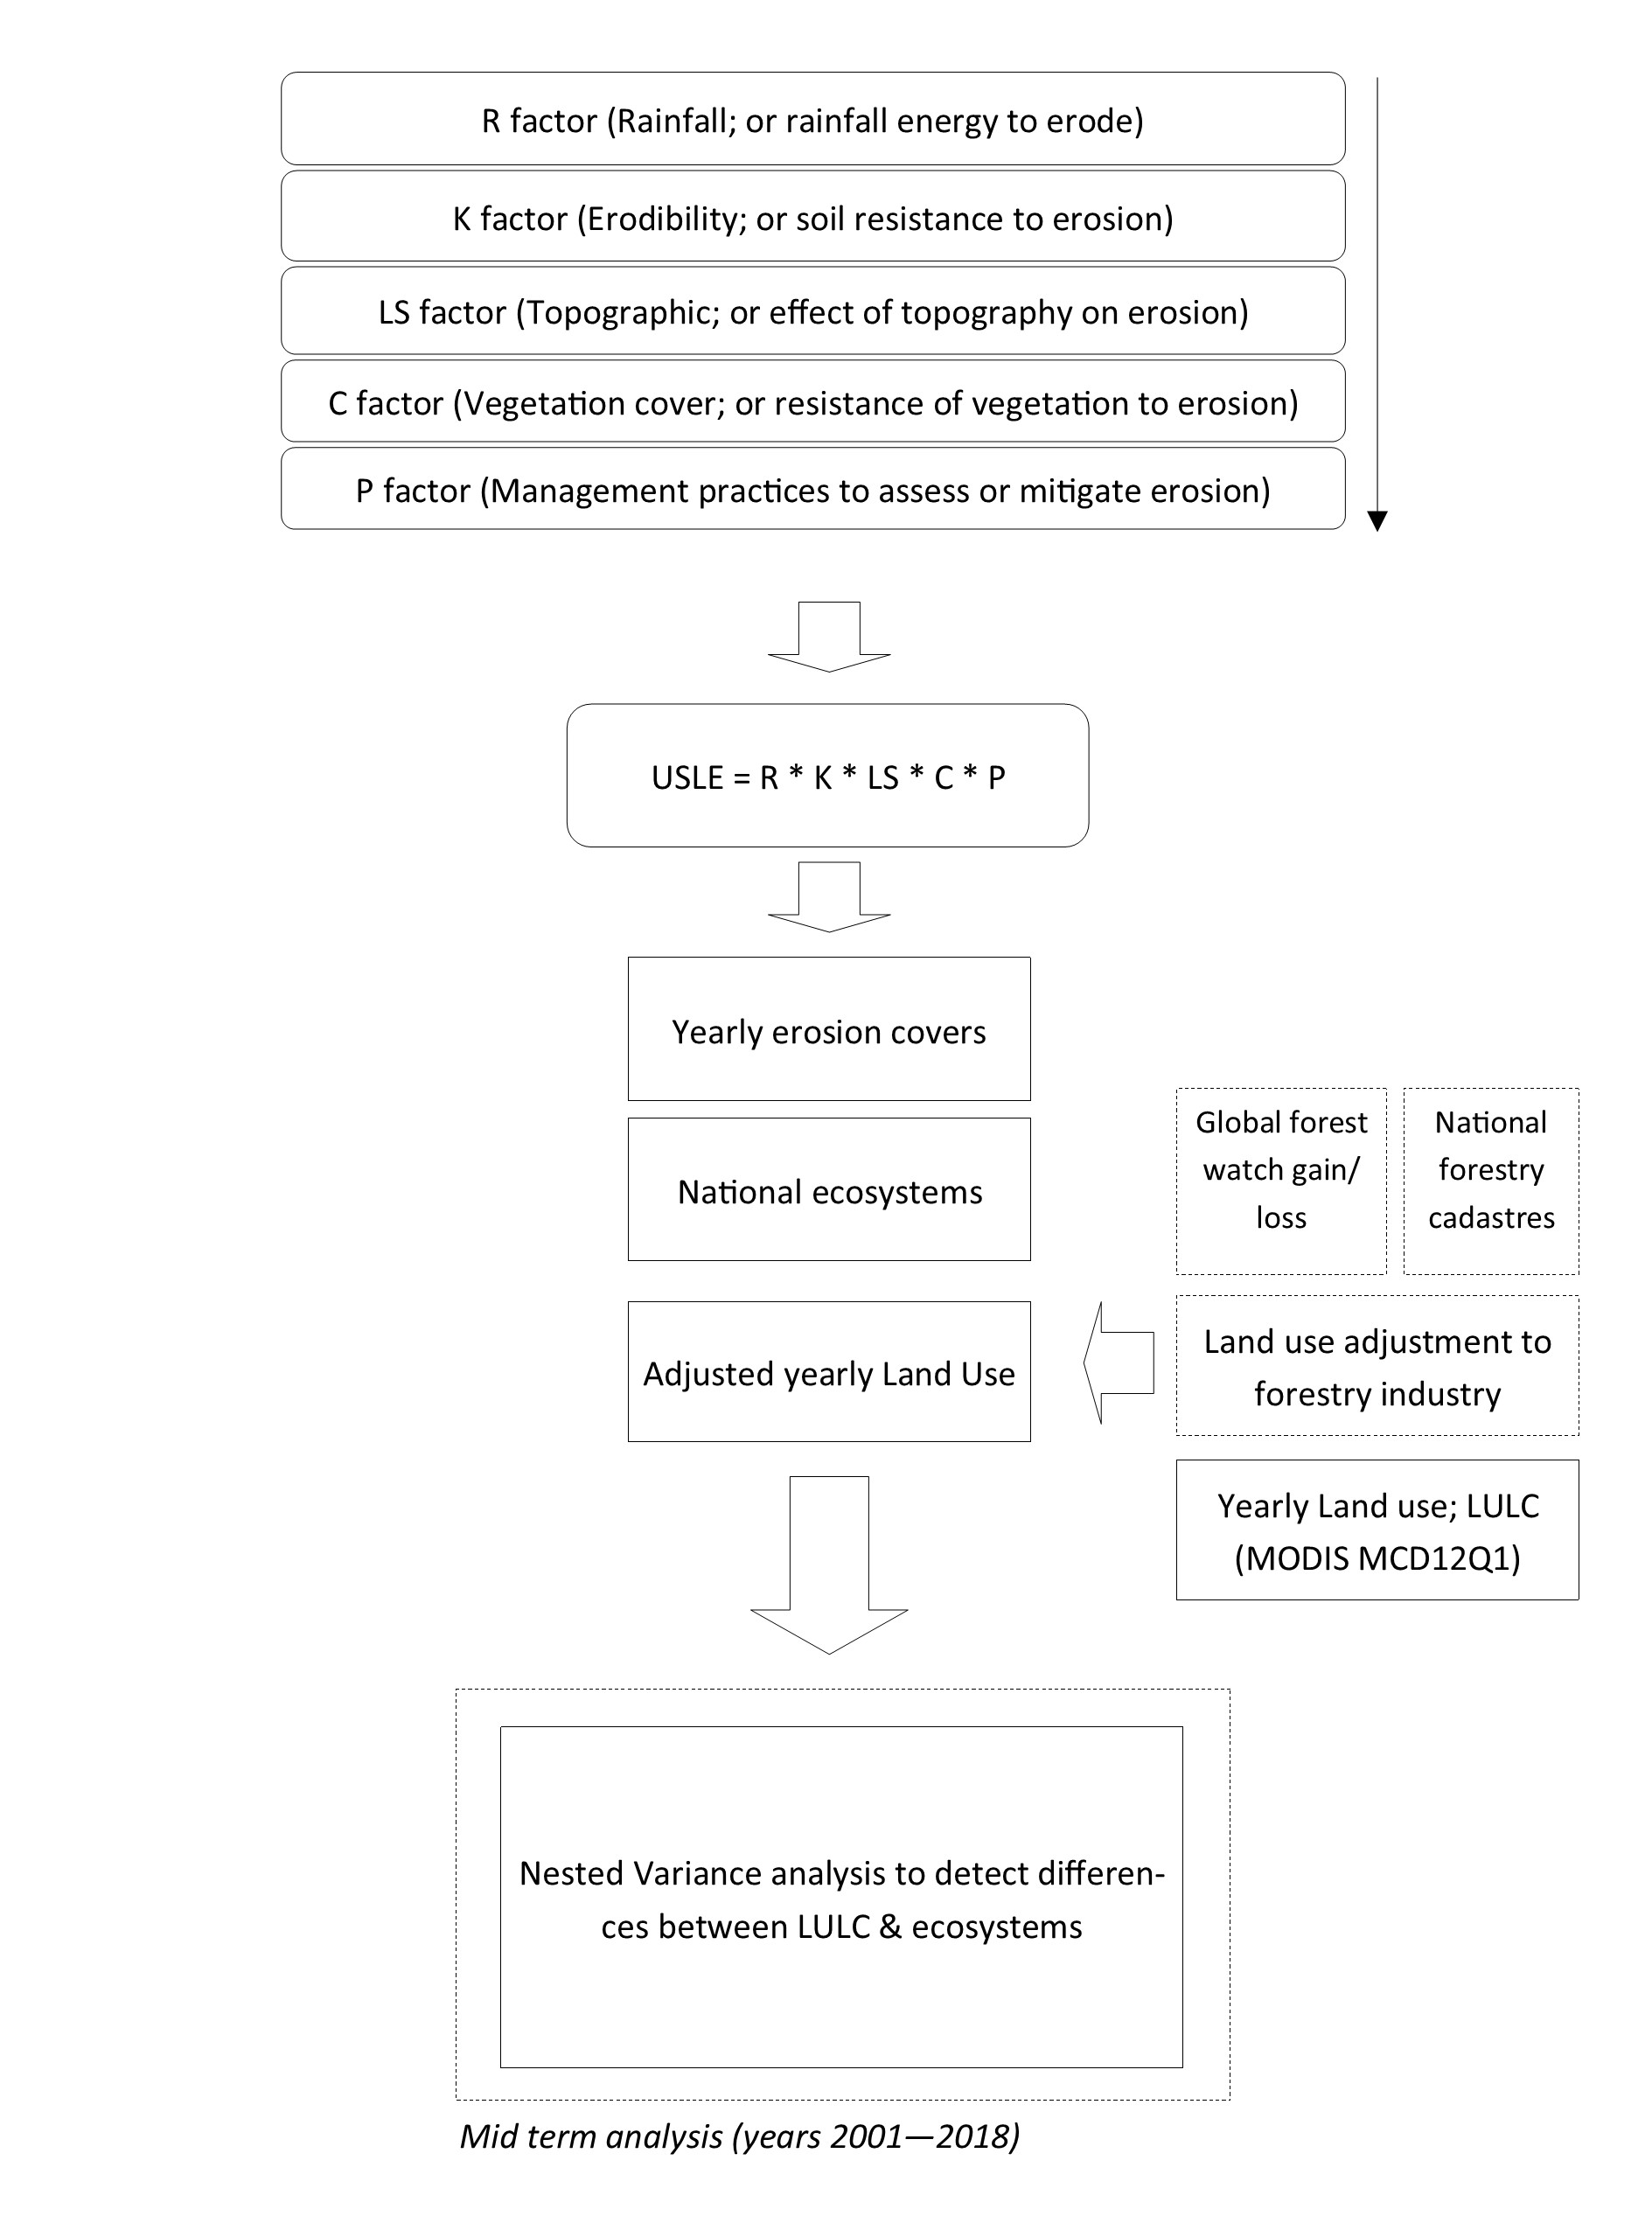 R factor (Rainfall; or rainfall energy to erode)
K factor (Erodibility; or soil resistance to erosion)
LS factor (Topographic; or effect of topography on erosion)
C factor (Vegetation cover; or resistance of vegetation to erosion)
P factor (Management practices to assess or mitigate erosion)
USLE = R * K * LS * C * P
Yearly erosion covers
National ecosystems
Adjusted yearly Land Use
Global forest
watch gain/
loss
National
forestry
cadastres
Land use adjustment to
forestry industry
Yearly Land use; LULC
(MODIS MCD12Q1)
Nested Variance analysis to detect differen-
ces between LULC & ecosystems
Mid term analysis (years 2001—2018)